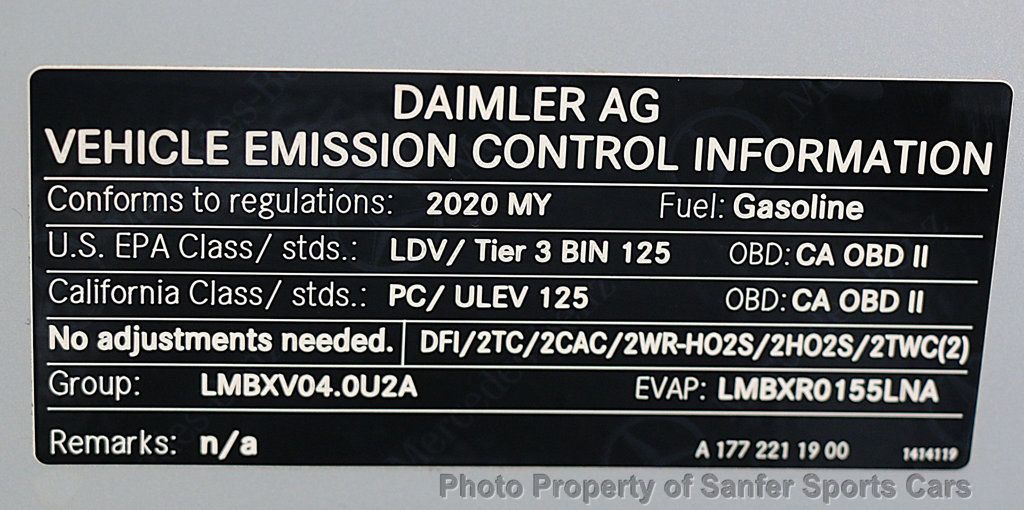 DAIMLER AG
VEHICLE EMISSION CONTROL INFORMATION
Conforms to regulations: 2020 MY Fuel: Gasoline
U.S. EPA Class/ stds.: LDV/ Tier 3 BIN 125 OBD: CA OBD II
California Class/ stds.: PC/ ULEV 125 OBD: CA OBD II
No adjustments needed. DFI/2TC/2CAC/2WR-HO2S/2HO2S/2TWC(2)
Group: LMBXV04.0U2A EVAP: LMBXR0155LNA
Remarks: n/a A 177 221 19 00 1414119
Photo Property of Sanfer Sports Cars